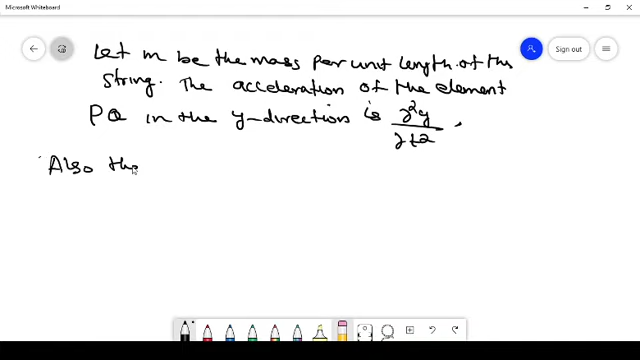 Microsoft Whiteboard
Sign out
Let m be the mass per unit length of the
string. The acceleration of the element
PQ in the y-direction is ∂²y/∂t².
Also the